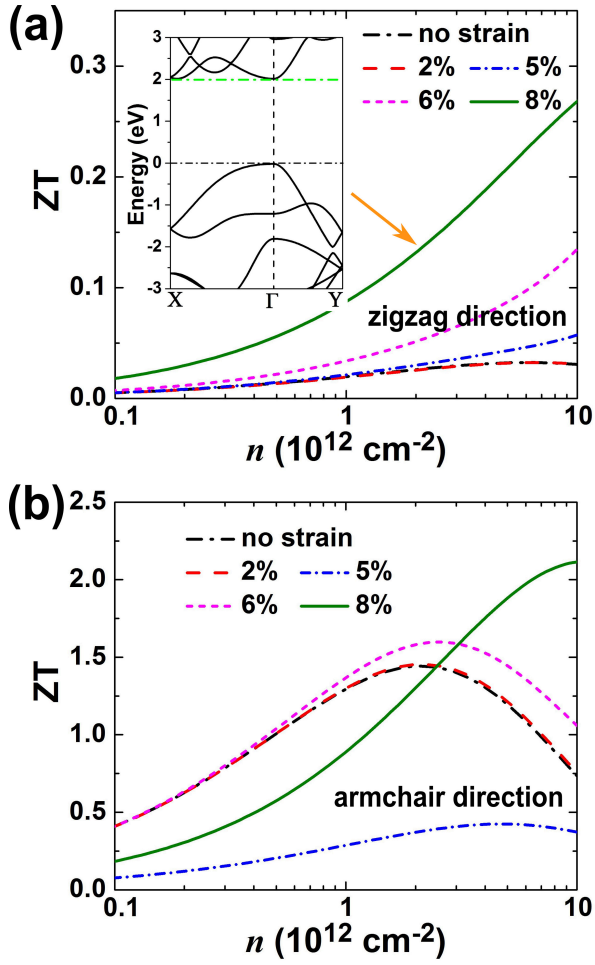 (a)
ZT
0.3
0.2
0.1
0.0
no strain
2% 5%
6% 8%
Energy (eV)
3
2
1
0
-1
-2
-3
X Γ Y
zigzag direction
0.1 1 10
n (10¹² cm⁻²)
(b)
ZT
2.5
2.0
1.5
1.0
0.5
0.0
no strain
2% 5%
6% 8%
armchair direction
0.1 1 10
n (10¹² cm⁻²)